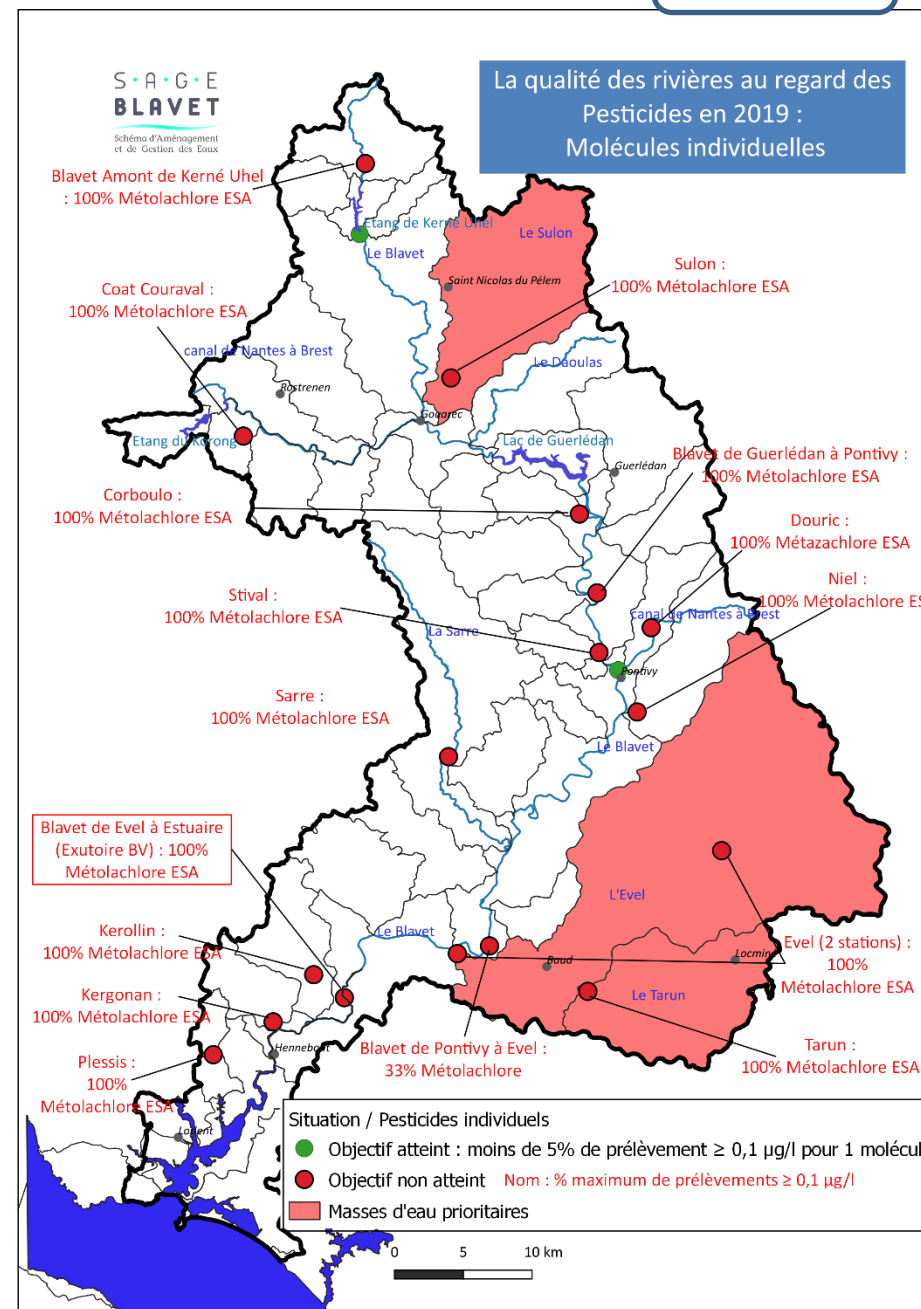 S·A·G·E
BLAVET
Schéma d'Aménagement
et de Gestion des Eaux
La qualité des rivières au regard des
Pesticides en 2019 :
Molécules individuelles
Blavet Amont de Kerné Uhel
: 100% Métolachlore ESA
Etang de Kerné Uhel
Le Sulon
Le Blavet
Sulon :
100% Métolachlore ESA
Saint Nicolas du Pélem
Coat Couraval :
100% Métolachlore ESA
canal de Nantes à Brest
Le Daoulas
Rostrenen
Gouarec
Etang du Korong
Lac de Guerlédan
Guerlédan
Blavet de Guerlédan à Pontivy :
100% Métolachlore ESA
Corboulo :
100% Métolachlore ESA
Douric :
100% Métazachlore ESA
Niel :
100% Métolachlore ES
Stival :
100% Métolachlore ESA
canal de Nantes à Brest
La Sarre
Pontivy
Sarre :
100% Métolachlore ESA
Le Blavet
Blavet de Evel à Estuaire
(Exutoire BV) : 100%
Métolachlore ESA
L'Evel
Kerollin :
100% Métolachlore ESA
Le Blavet
Baud
Locmin
Evel (2 stations) :
100%
Métolachlore ESA
Kergonan :
100% Métolachlore ESA
Le Tarun
Hennebont
Blavet de Pontivy à Evel :
33% Métolachlore
Tarun :
100% Métolachlore ESA
Plessis :
100%
Métolachlore ESA
Lorient
Situation / Pesticides individuels
Objectif atteint : moins de 5% de prélèvement ≥ 0,1 µg/l pour 1 molécul
Objectif non atteint Nom : % maximum de prélèvements ≥ 0,1 µg/l
Masses d'eau prioritaires
0 5 10 km